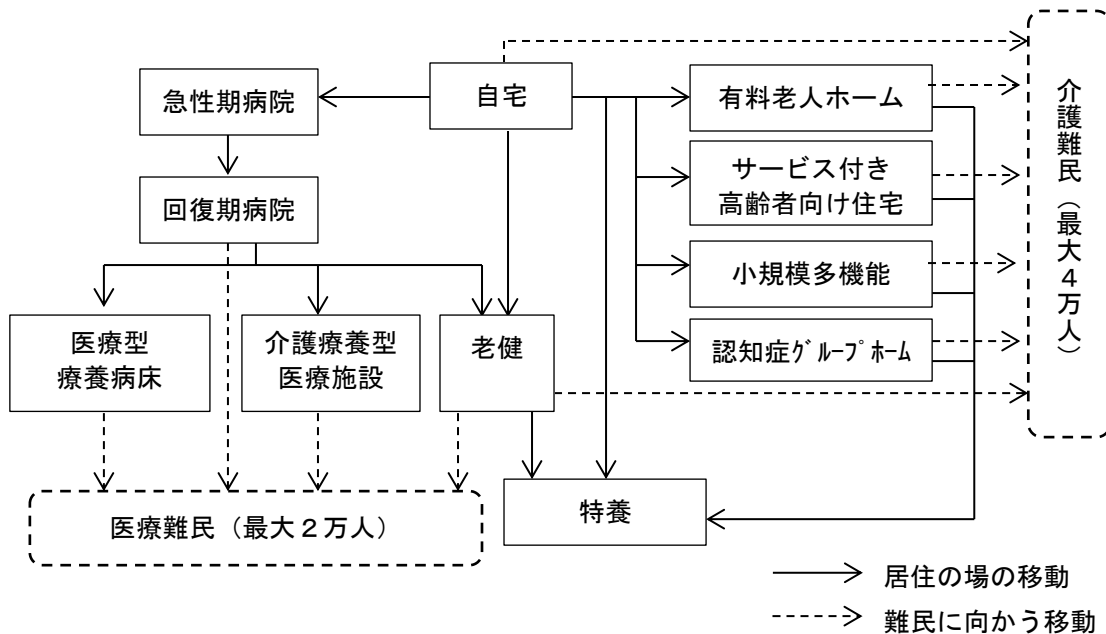 急性期病院
自宅
有料老人ホーム
サービス付き
高齢者向け住宅
回復期病院
小規模多機能
医療型
療養病床
介護療養型
医療施設
老健
認知症ｸﾞﾙｰﾌﾟﾎｰﾑ
介護難民（最大４万人）
医療難民（最大２万人）
特養
居住の場の移動
難民に向かう移動